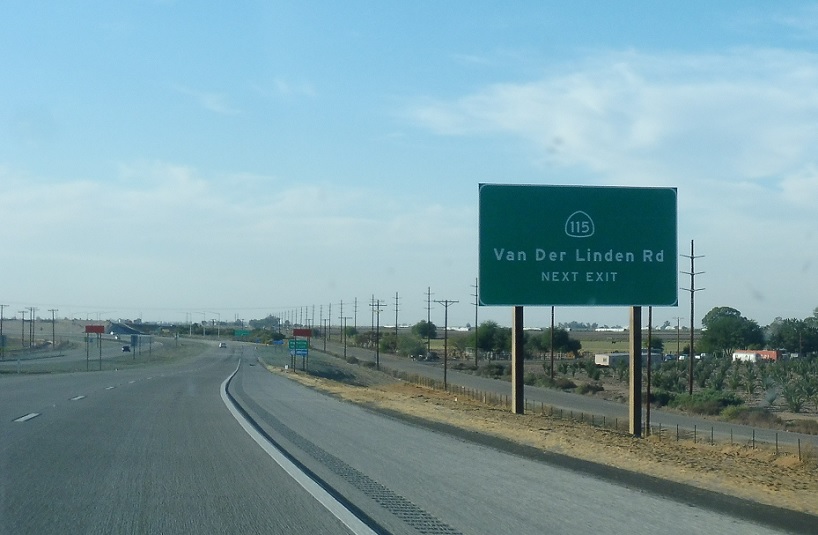 115
Van Der Linden Rd
NEXT EXIT